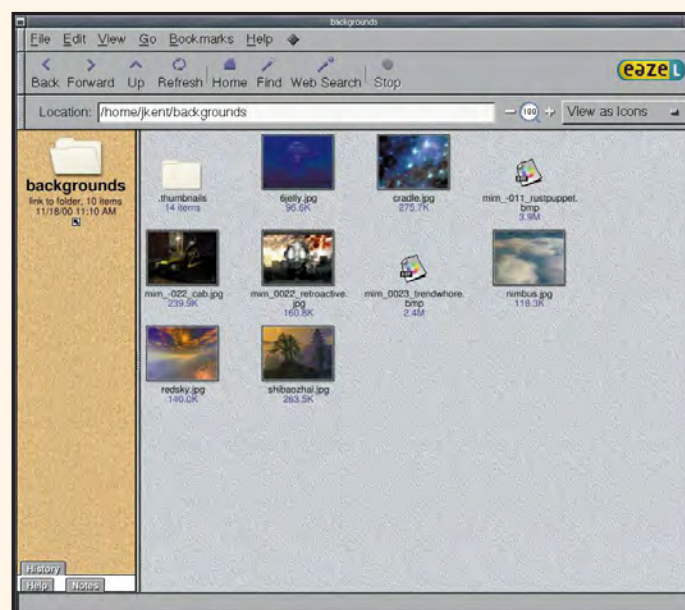 backgrounds
File Edit View Go Bookmarks Help
Back Forward Up Refresh Home Find Web Search Stop
eazel
Location: /home/jkent/backgrounds
100
View as Icons
backgrounds
link to folder, 10 items
11/18/00 11:10 AM
.thumbnails
14 items
6jelly.jpg
96.6K
cradle.jpg
275.7K
mim_-011_rustpuppet.
bmp
3.9M
mim_-022_cab.jpg
239.9K
mim_0022_retroactive.
jpg
160.8K
mim_0023_trendwhore.
bmp
2.4M
nimbus.jpg
118.3K
redsky.jpg
140.0K
shibaozhai.jpg
263.5K
History
Help Notes